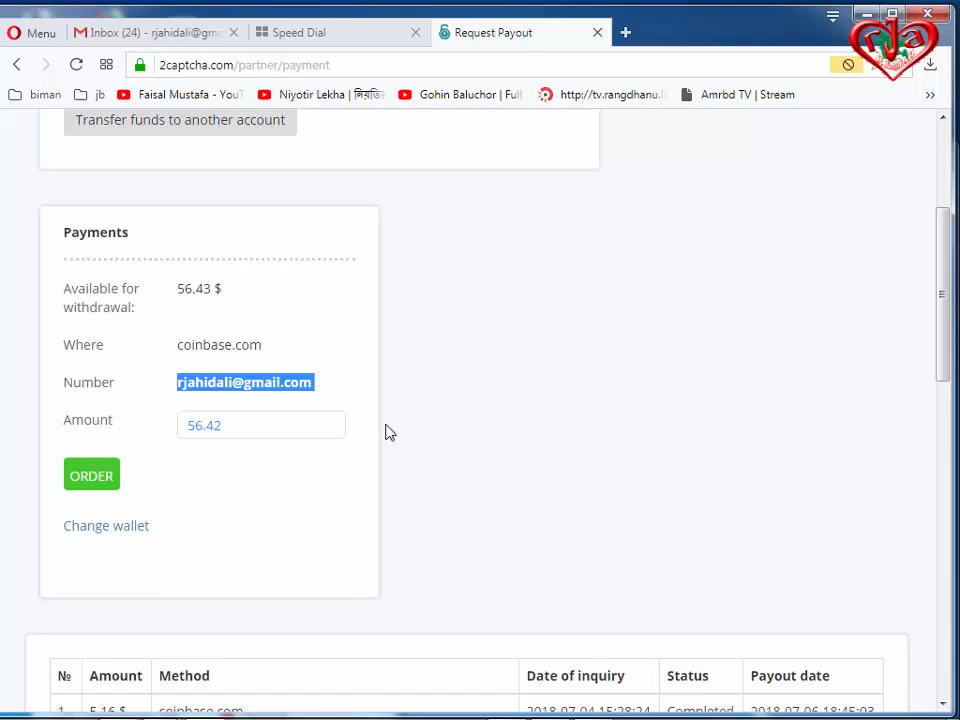 Menu
Inbox (24) - rjahidali@gm
Speed Dial
Request Payout
rja
2captcha.com/partner/payment
biman
jb
Faisal Mustafa - YouT
Niyotir Lekha |
Gohin Baluchor | Full
http://tv.rangdhanu.l
Amrbd TV | Stream
Transfer funds to another account
Payments
Available for withdrawal:
56.43 $
Where
coinbase.com
Number
rjahidali@gmail.com
Amount
56.42
ORDER
Change wallet
№ Amount Method Date of inquiry Status Payout date
1 5.16 $ coinbase.com 2018-07-04 15:28:24 Completed 2018-07-06 18:45:03